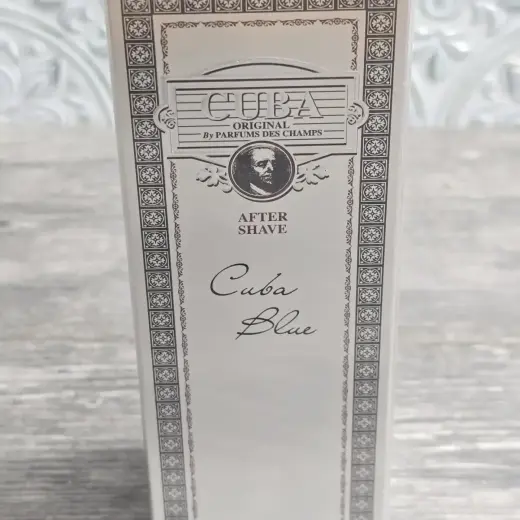 CUBA
ORIGINAL
By PARFUMS DES CHAMPS
AFTER
SHAVE
Cuba
Blue